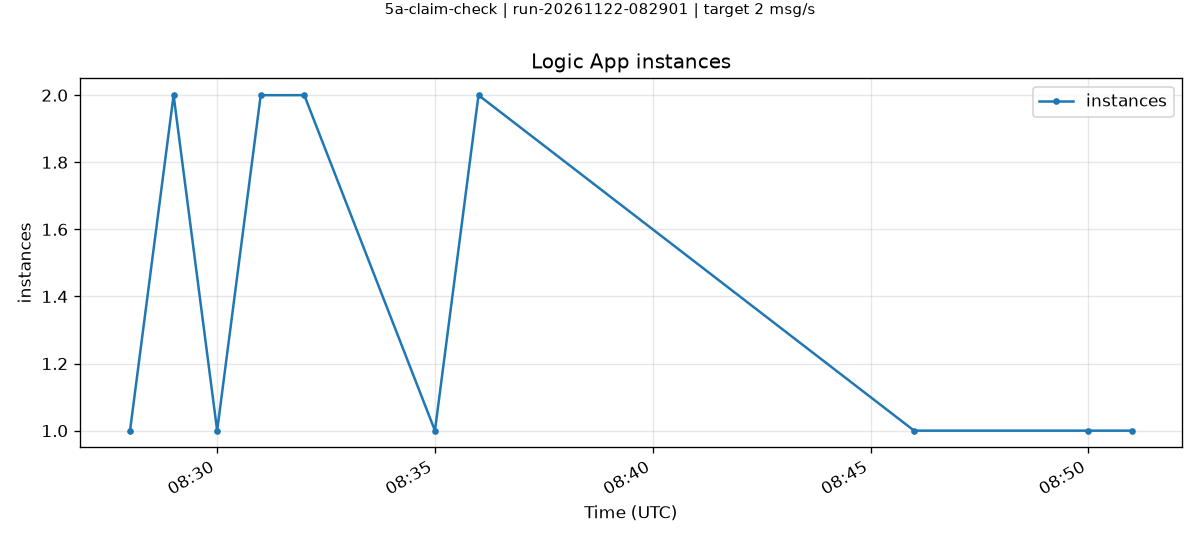 5a-claim-check | run-20261122-082901 | target 2 msg/s
Logic App instances
instances
instances
2.0
1.8
1.6
1.4
1.2
1.0
08:30
08:35
08:40
08:45
08:50
Time (UTC)